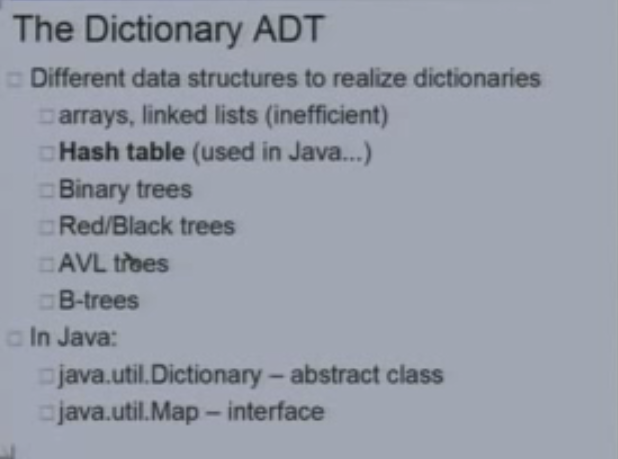 The Dictionary ADT
Different data structures to realize dictionaries
arrays, linked lists (inefficient)
Hash table (used in Java...)
Binary trees
Red/Black trees
AVL trees
B-trees
In Java:
java.util.Dictionary – abstract class
java.util.Map – interface